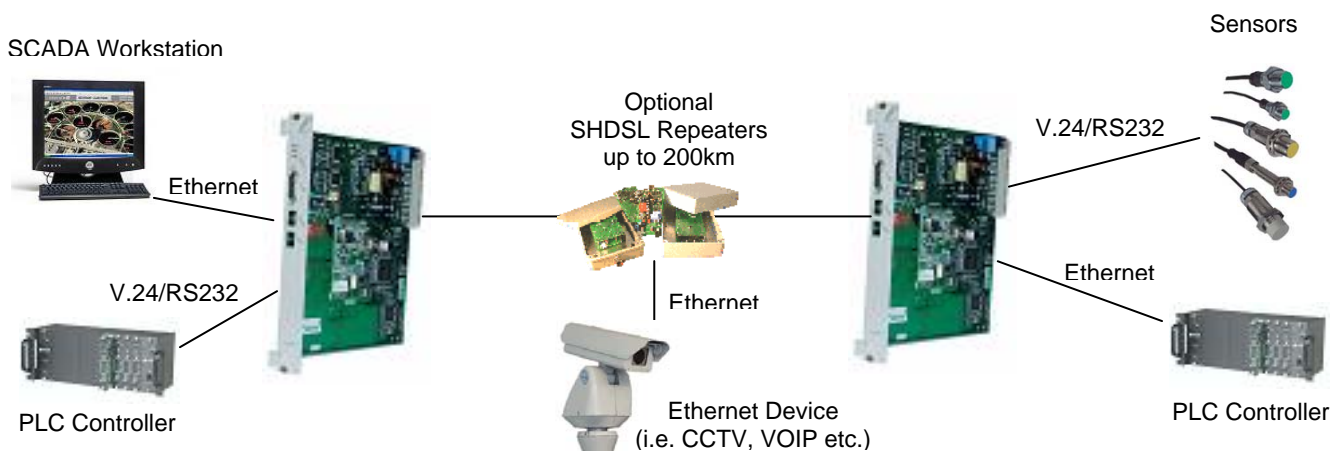 SCADA Workstation
Sensors
Optional
SHDSL Repeaters
up to 200km
V.24/RS232
Ethernet
V.24/RS232
Ethernet
Ethernet
PLC Controller
Ethernet Device
(i.e. CCTV, VOIP etc.)
PLC Controller